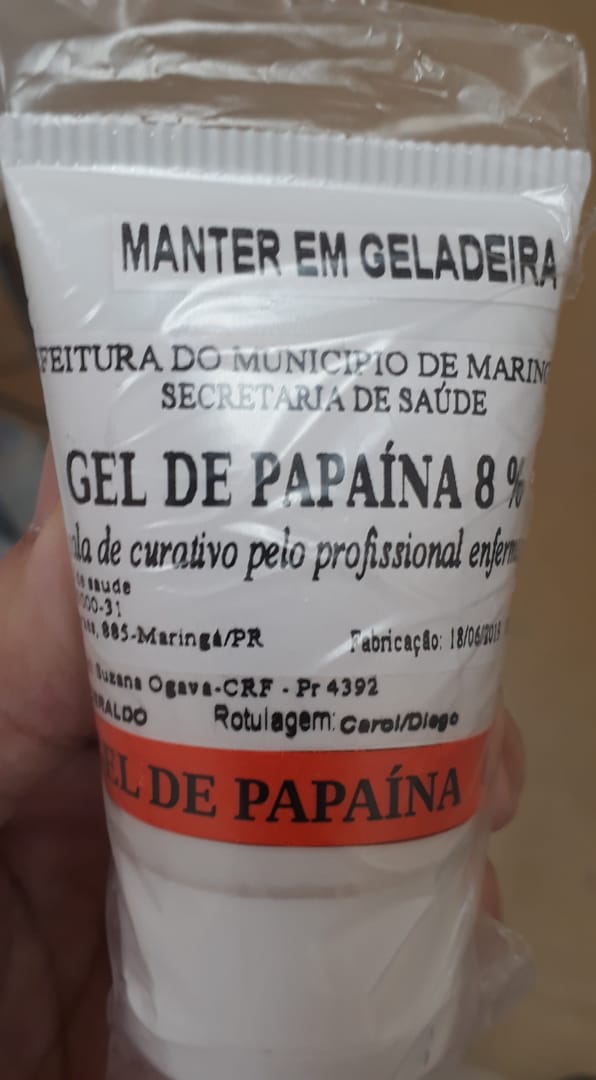 MANTER EM GELADEIRA
FEITURA DO MUNICIPIO DE MARING
SECRETARIA DE SAÚDE
GEL DE PAPAÍNA 8 %
ala de curativo pelo profissional enferm
de saude
000-31
885-Maringá/PR Fabricação: 18/06/2019
Suzana Ogava-CRF - Pr 4392
RALDO Rotulagem: Carol/Diego
EL DE PAPAÍNA